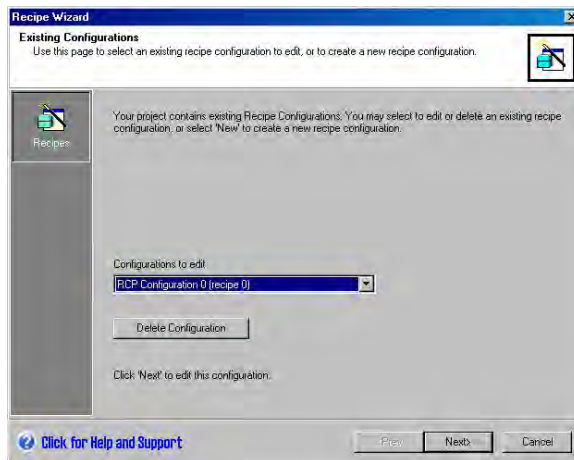 Recipe Wizard
Existing Configurations
Use this page to select an existing recipe configuration to edit, or to create a new recipe configuration.
Recipes
Your project contains existing Recipe Configurations. You may select to edit or delete an existing recipe
configuration, or select 'New' to create a new recipe configuration.
Configurations to edit
RCP Configuration 0 (recipe 0)
Delete Configuration
Click 'Next' to edit this configuration.
Click for Help and Support
<Prev
Next>
Cancel